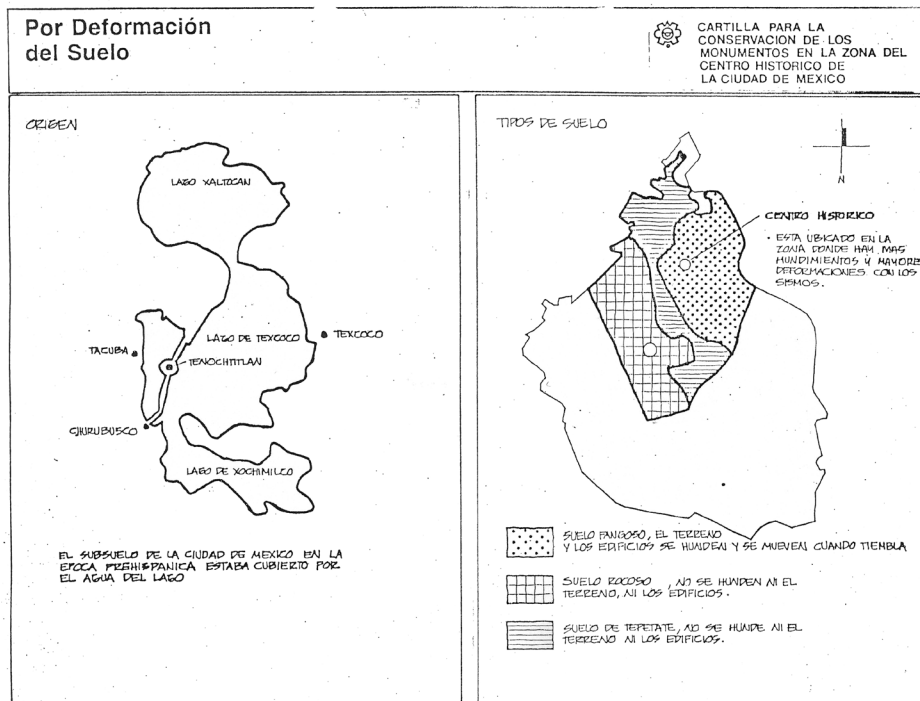 Por Deformación
del Suelo
CARTILLA PARA LA
CONSERVACION DE LOS
MONUMENTOS EN LA ZONA DEL
CENTRO HISTORICO DE
LA CIUDAD DE MEXICO
ORIGEN
LAGO XALTOCAN
LAGO DE TEXCOCO
TEXCOCO
TACUBA
TENOCHTITLAN
CHURUBUSCO
LAGO DE XOCHIMILCO
EL SUBSUELO DE LA CIUDAD DE MEXICO EN LA
EPOCA PREHISPANICA ESTABA CUBIERTO POR
EL AGUA DEL LAGO
TIPOS DE SUELO
N
CENTRO HISTORICO
• ESTA UBICADO EN LA
ZONA DONDE HAY MAS
HUNDIMIENTOS Y MAYORE
DEFORMACIONES CON LOS
SISMOS.
SUELO FANGOSO, EL TERRENO
Y LOS EDIFICIOS SE HUNDEN Y SE MUEVEN CUANDO TIEMBLA
SUELO ROCOSO, NO SE HUNDEN NI EL
TERRENO, NI LOS EDIFICIOS.
SUELO DE TEPETATE, NO SE HUNDE NI EL
TERRENO NI LOS EDIFICIOS.